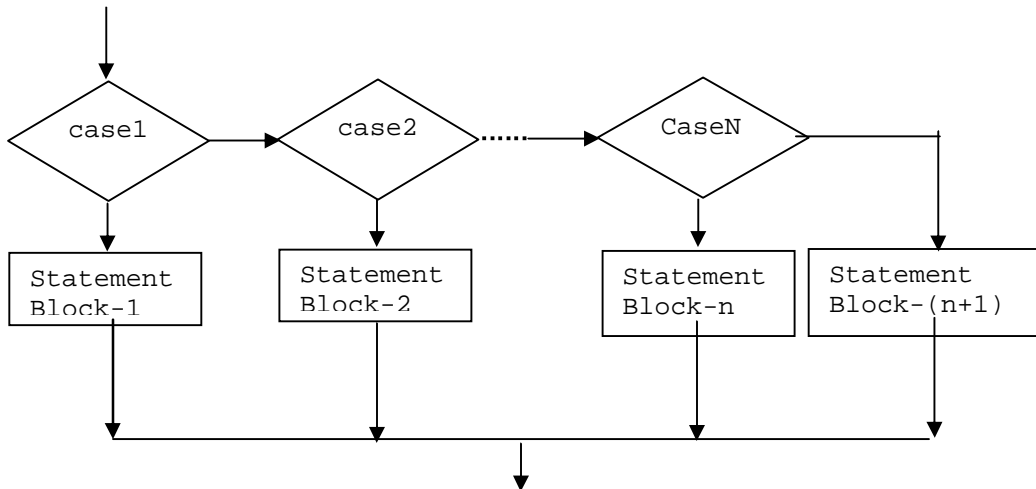 case1
case2
CaseN
Statement
Block-1
Statement
Block-2
Statement
Block-n
Statement
Block-(n+1)